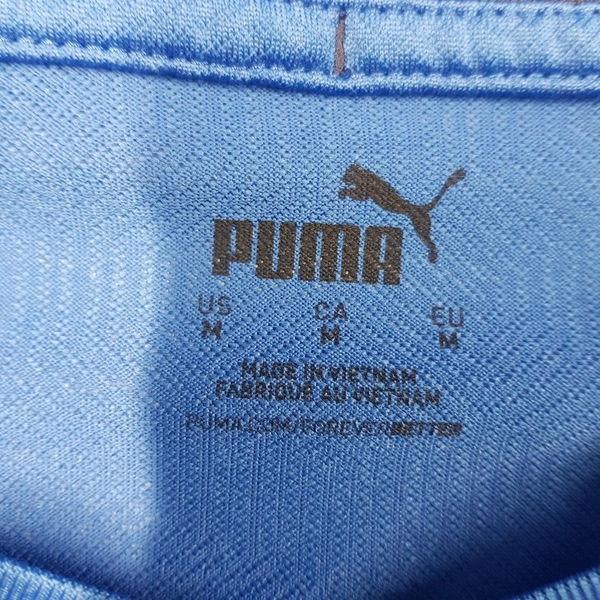 PUMA
US CA EU
M M M
MADE IN VIETNAM
FABRIQUÉ AU VIETNAM
PUMA.COM/FOREVERBETTER